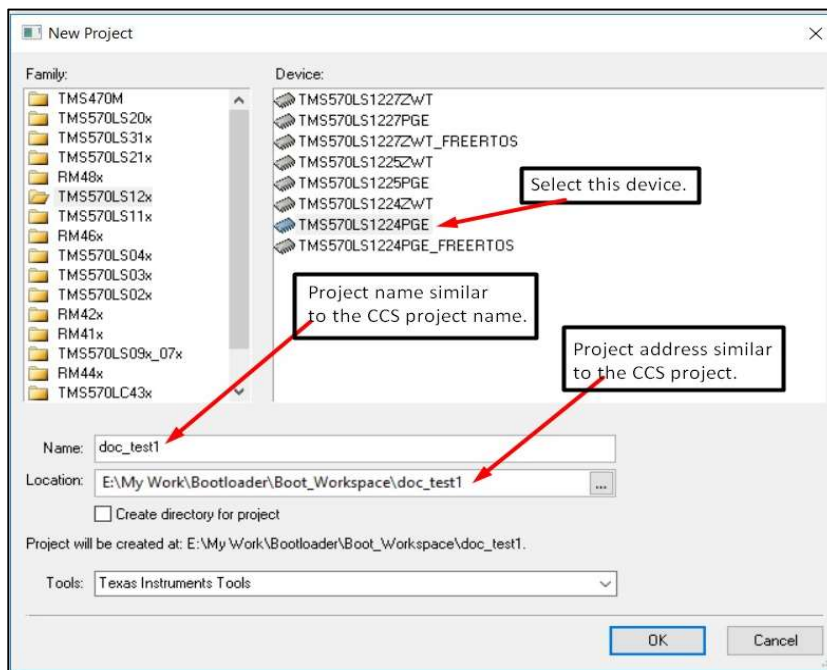 New Project
Family:
TMS470M
TMS570LS20x
TMS570LS31x
TMS570LS21x
RM48x
TMS570LS12x
TMS570LS11x
RM46x
TMS570LS04x
TMS570LS03x
TMS570LS02x
RM42x
RM41x
TMS570LS09x_07x
RM44x
TMS570LC43x
Device:
TMS570LS1227ZWT
TMS570LS1227PGE
TMS570LS1227ZWT_FREERTOS
TMS570LS1225ZWT
TMS570LS1225PGE
TMS570LS1224ZWT
TMS570LS1224PGE
TMS570LS1224PGE_FREERTOS
Select this device.
Project name similar
to the CCS project name.
Project address similar
to the CCS project.
Name:
doc_test1
Location:
E:\My Work\Bootloader\Boot_Workspace\doc_test1
...
Create directory for project
Project will be created at: E:\My Work\Bootloader\Boot_Workspace\doc_test1.
Tools:
Texas Instruments Tools
OK
Cancel